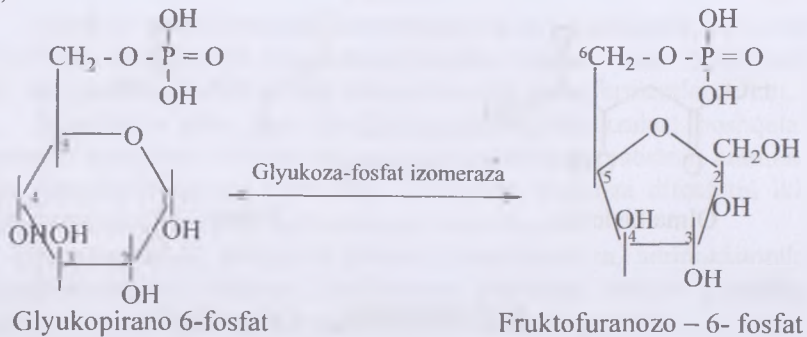 OH
OH
CH₂ - O - P = O
⁶CH₂ - O - P = O
OH
OH
O
O
CH₂OH
Glyukoza-fosfat izomeraza
4
5
2
OH
OH
OH
OH
OH
4
3
OH
OH
Glyukopirano 6-fosfat
Fruktofuranozo – 6- fosfat